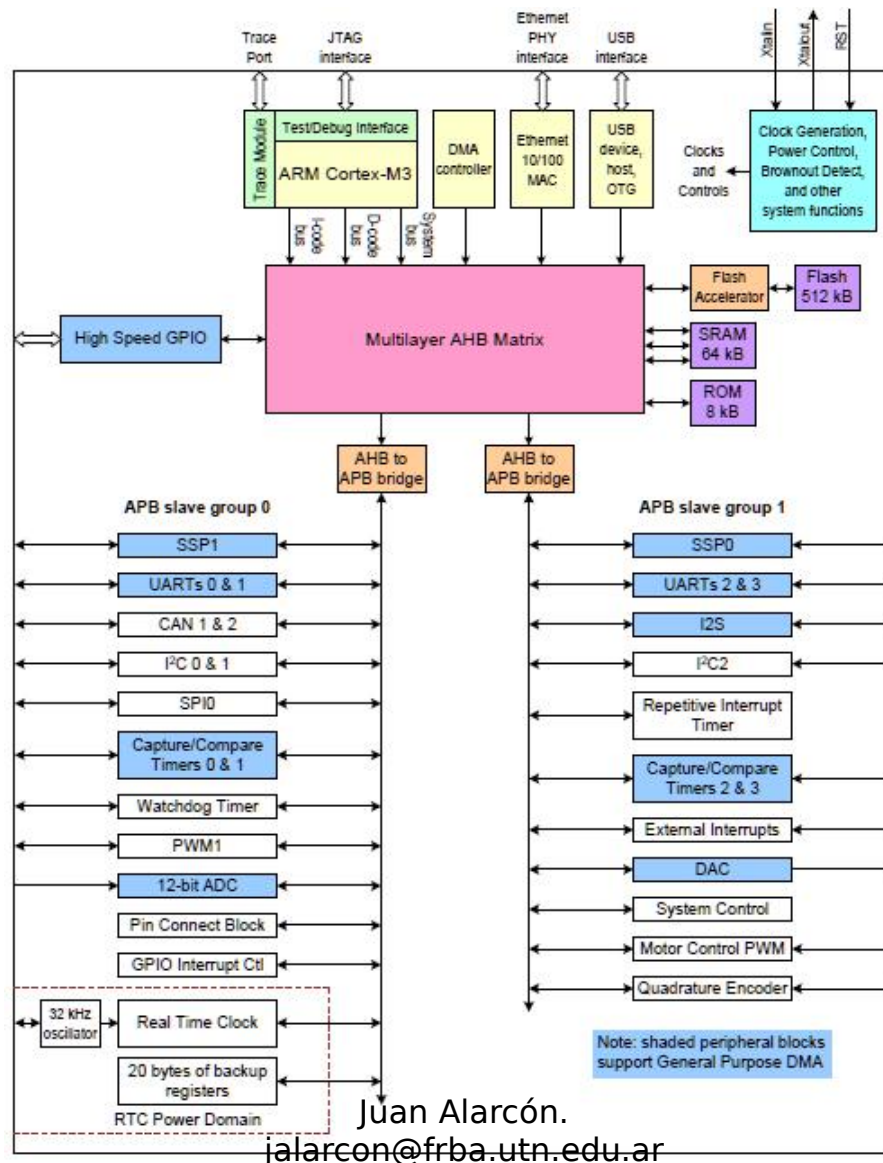 Trace
Port
JTAG
interface
Ethernet
PHY
interface
USB
interface
Xtalin
Xtalout
RST
Trace Module
Test/Debug Interface
ARM Cortex-M3
DMA
controller
Ethernet
10/100
MAC
USB
device,
host,
OTG
Clocks
and
Controls
Clock Generation,
Power Control,
Brownout Detect,
and other
system functions
I-code
bus
D-code
bus
System
bus
High Speed GPIO
Multilayer AHB Matrix
Flash
Accelerator
Flash
512 kB
SRAM
64 kB
ROM
8 kB
AHB to
APB bridge
AHB to
APB bridge
APB slave group 0
SSP1
UARTs 0 & 1
CAN 1 & 2
I²C 0 & 1
SPI0
Capture/Compare
Timers 0 & 1
Watchdog Timer
PWM1
12-bit ADC
Pin Connect Block
GPIO Interrupt Ctl
32 kHz
oscillator
Real Time Clock
20 bytes of backup
registers
RTC Power Domain
APB slave group 1
SSP0
UARTs 2 & 3
I2S
I²C2
Repetitive Interrupt
Timer
Capture/Compare
Timers 2 & 3
External Interrupts
DAC
System Control
Motor Control PWM
Quadrature Encoder
Note: shaded peripheral blocks
support General Purpose DMA
Juan Alarcón.
jalarcon@frba.utn.edu.ar